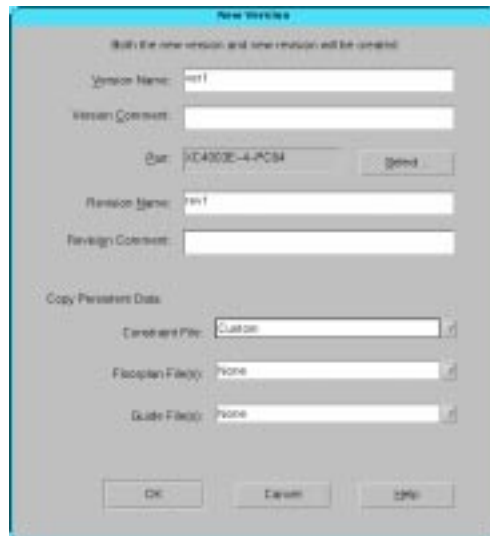 New Version
Both the new version and new revision will be created
Version Name: ver1
Version Comment:
Part: XC4003E-4-PC84 Select...
Revision Name: rev1
Revision Comment:
Copy Persistent Data:
Constraint File: Custom
Floorplan File(s): None
Guide File(s): None
OK Cancel Help